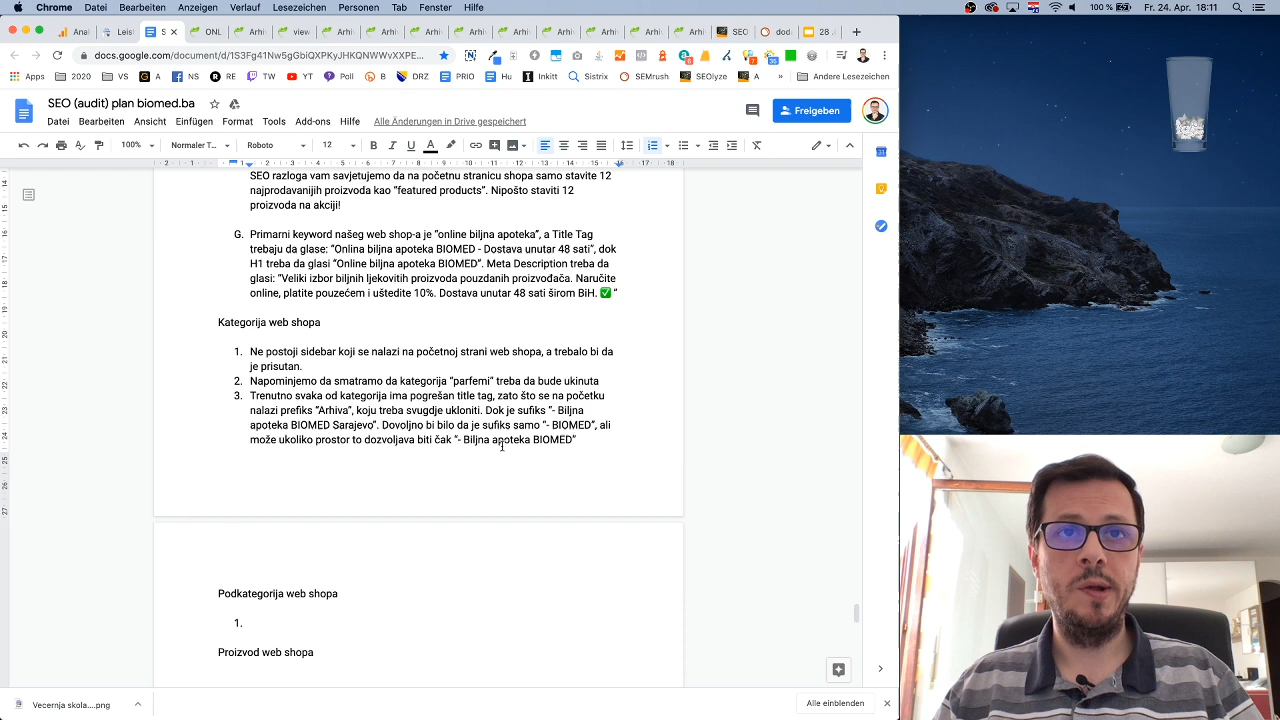 Chrome Datei Bearbeiten Anzeigen Verlauf Lesezeichen Personen Tab Fenster Hilfe 100 % Fr. 24. Apr. 18:11
Ana Leis S ONL Arhi view Arhi Arhi Arhi Arhi Arhi Arhi Arhi Arhi SEO dod 28 .
docs.google.com/document/d/1S3Fg41Nw5gGbiQXPKyJHKQNWWvXXPE...
Apps 2020 VS A NS RE TW YT Poll B DRZ PRIO Hu Inkitt Sistrix SEMrush SEOlyze A » Andere Lesezeichen
SEO (audit) plan biomed.ba
Datei Bearbeiten Ansicht Einfügen Format Tools Add-ons Hilfe Alle Änderungen in Drive gespeichert
Freigeben
100% Normaler T... Roboto 12 B I U A
SEO razloga vam savjetujemo da na početnu stranicu shopa samo stavite 12
najprodavanijih proizvoda kao “featured products”. Nipošto staviti 12
proizvoda na akciji!
G. Primarni keyword našeg web shop-a je “online biljna apoteka”, a Title Tag
trebaju da glase: “Onlina biljna apoteka BIOMED - Dostava unutar 48 sati”, dok
H1 treba da glasi “Online biljna apoteka BIOMED”. Meta Description treba da
glasi: “Veliki izbor biljnih ljekovitih proizvoda pouzdanih proizvođača. Naručite
online, platite pouzećem i uštedite 10%. Dostava unutar 48 sati širom BiH. ✅ “
Kategorija web shopa
1. Ne postoji sidebar koji se nalazi na početnoj strani web shopa, a trebalo bi da
je prisutan.
2. Napominjemo da smatramo da kategorija “parfemi” treba da bude ukinuta
3. Trenutno svaka od kategorija ima pogrešan title tag, zato što se na početku
nalazi prefiks “Arhiva”, koju treba svugdje ukloniti. Dok je sufiks “- Biljna
apoteka BIOMED Sarajevo”. Dovoljno bi bilo da je sufiks samo “- BIOMED”, ali
može ukoliko prostor to dozvoljava biti čak “- Biljna apoteka BIOMED”
Podkategorija web shopa
1.
Proizvod web shopa
Vecernja skola....png
Alle einblenden